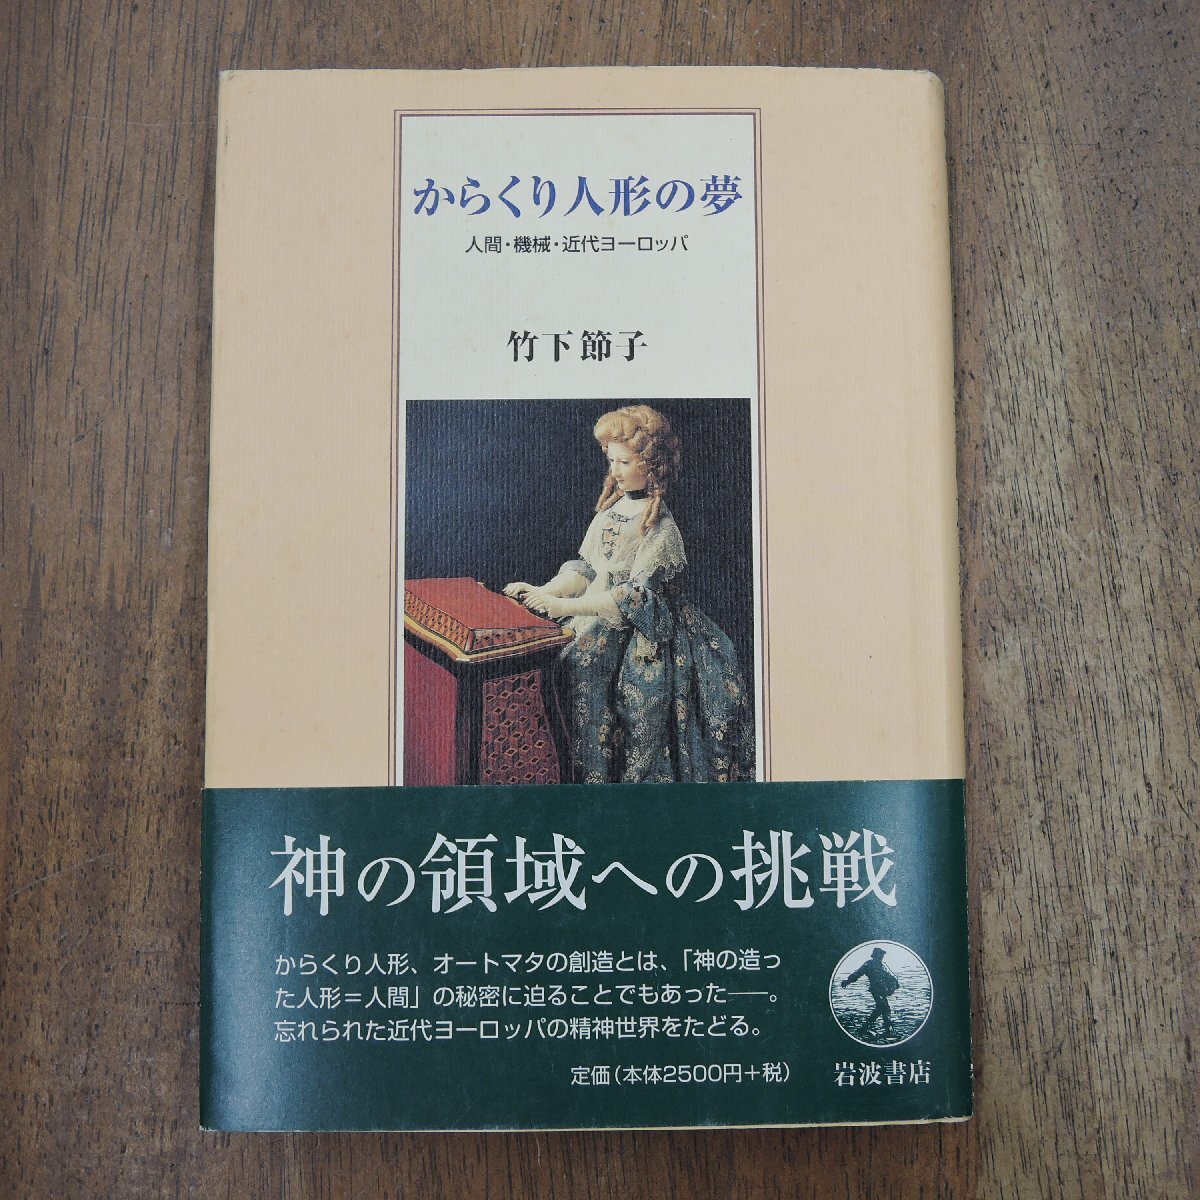 からくり人形の夢
人間・機械・近代ヨーロッパ
竹下節子
神の領域への挑戦
からくり人形、オートマタの創造とは、「神の造っ
た人形＝人間」の秘密に迫ることでもあった――。
忘れられた近代ヨーロッパの精神世界をたどる。
定価（本体2500円＋税）
岩波書店